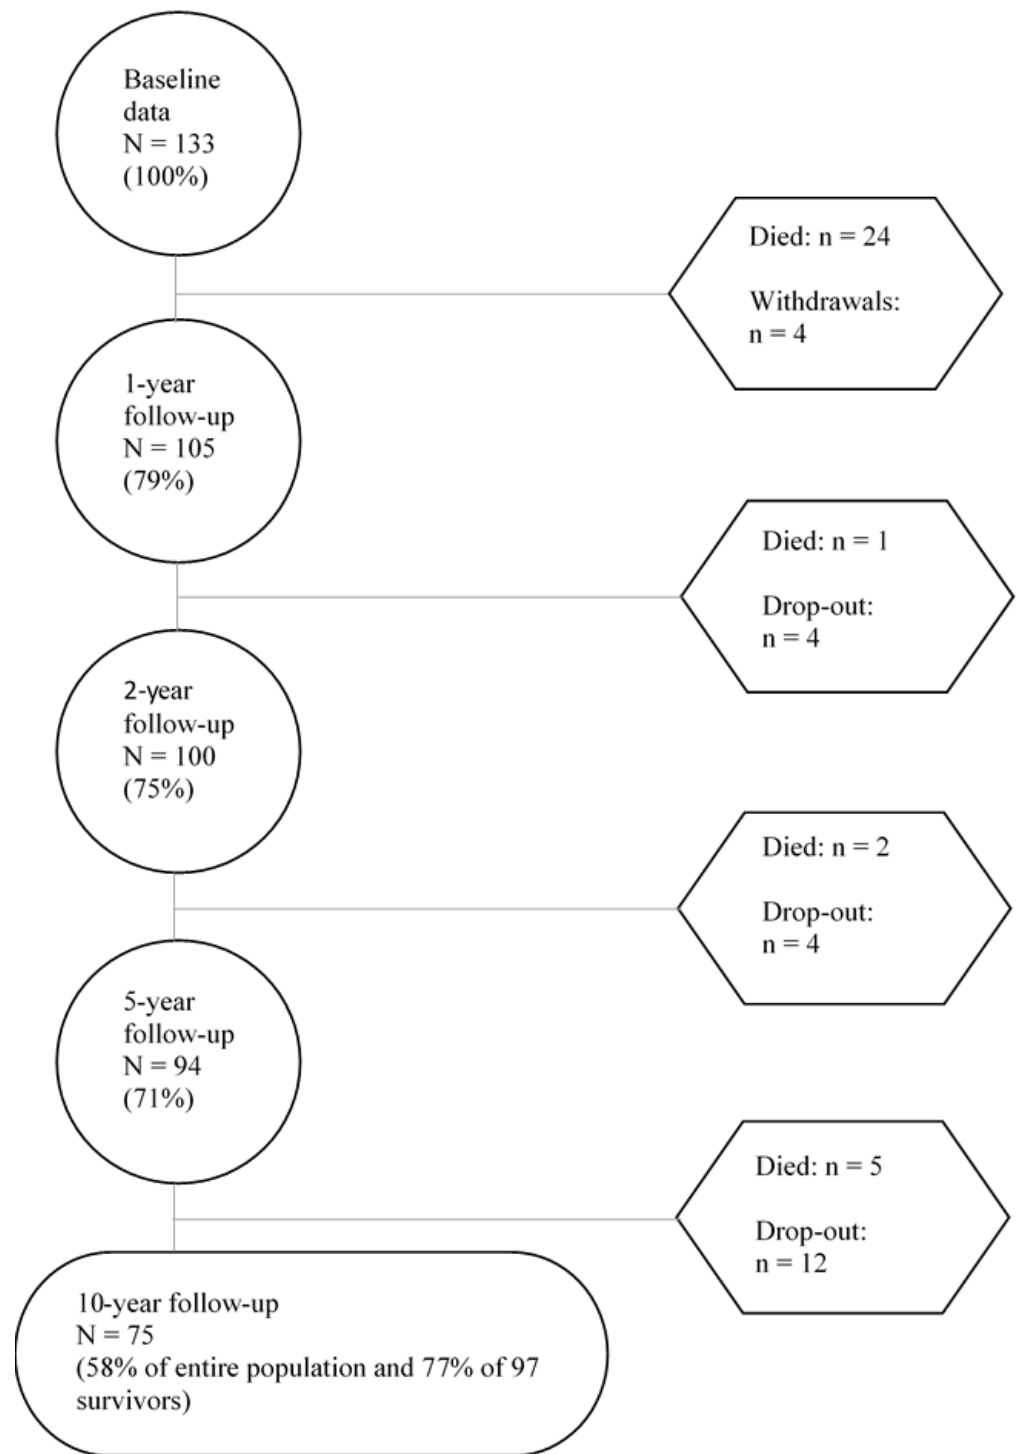 Baseline
data
N = 133
(100%)
Died: n = 24
Withdrawals:
n = 4
1-year
follow-up
N = 105
(79%)
Died: n = 1
Drop-out:
n = 4
2-year
follow-up
N = 100
(75%)
Died: n = 2
Drop-out:
n = 4
5-year
follow-up
N = 94
(71%)
Died: n = 5
Drop-out:
n = 12
10-year follow-up
N = 75
(58% of entire population and 77% of 97
survivors)